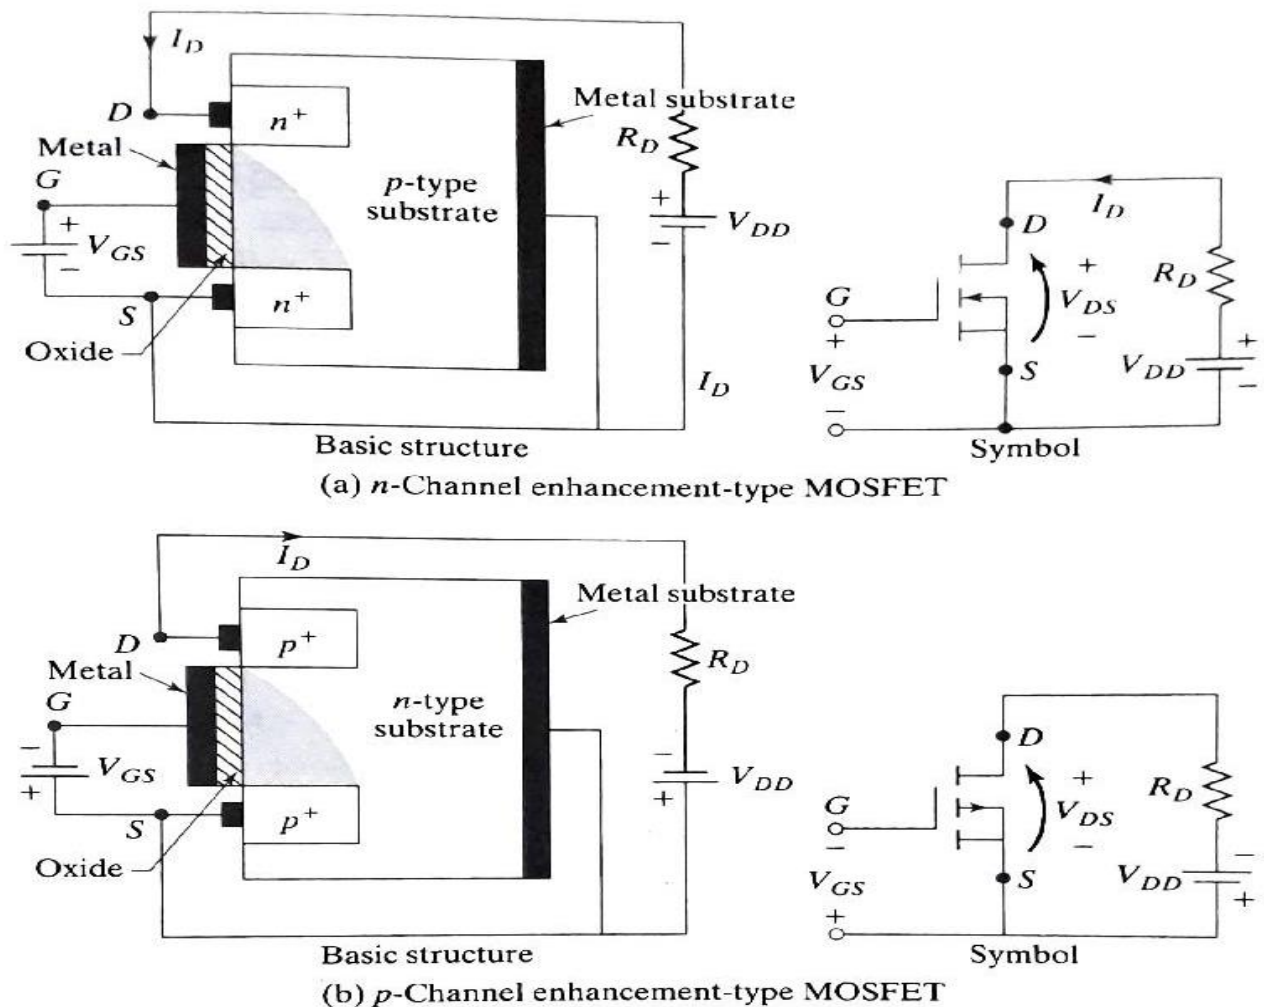 I_D
D
n⁺
Metal substrate
R_D
Metal
G
p-type
substrate
+
V_GS
−
+
V_DD
−
S
n⁺
Oxide
I_D
Basic structure
I_D
D
+
V_DS
−
R_D
G
+
V_GS
−
S
V_DD
+
−
Symbol
(a) n-Channel enhancement-type MOSFET
I_D
D
p⁺
Metal substrate
R_D
Metal
G
n-type
substrate
−
V_GS
+
−
V_DD
+
S
p⁺
Oxide
Basic structure
D
+
V_DS
−
R_D
G
−
V_GS
+
S
V_DD
−
+
Symbol
(b) p-Channel enhancement-type MOSFET